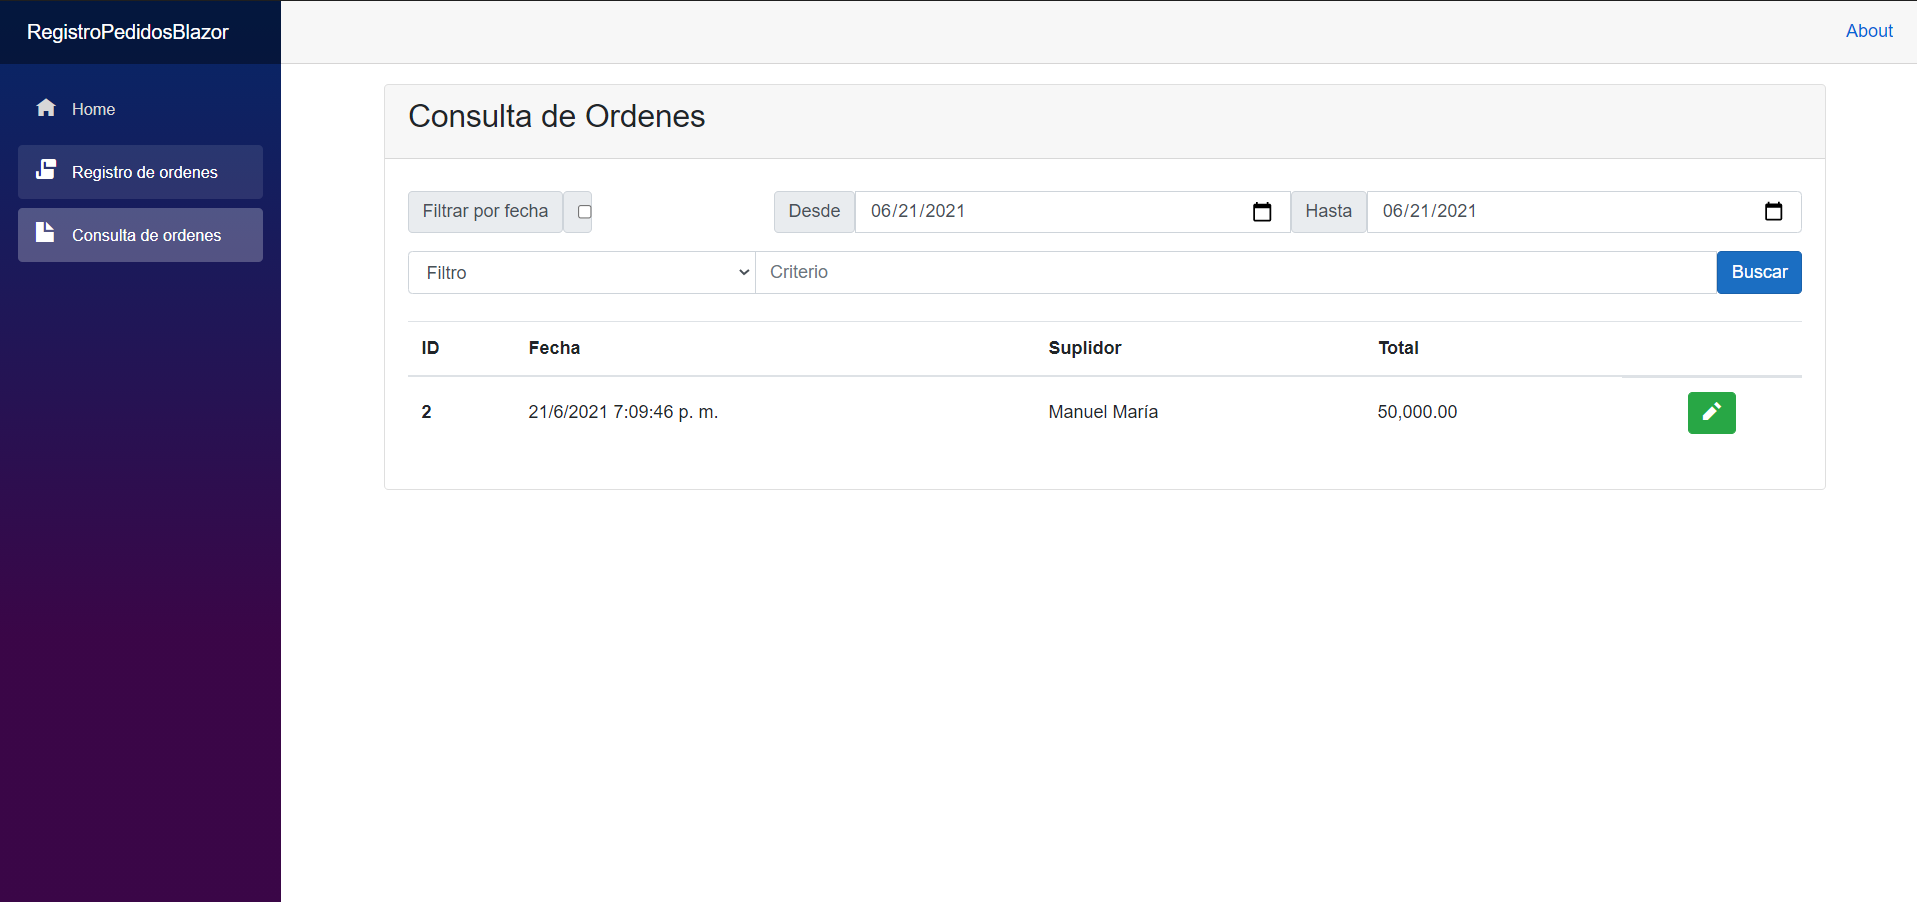 RegistroPedidosBlazor
About
Home
Registro de ordenes
Consulta de ordenes
Consulta de Ordenes
Filtrar por fecha
Desde 06/21/2021 Hasta 06/21/2021
Filtro Criterio Buscar
ID Fecha Suplidor Total
2 21/6/2021 7:09:46 p. m. Manuel María 50,000.00